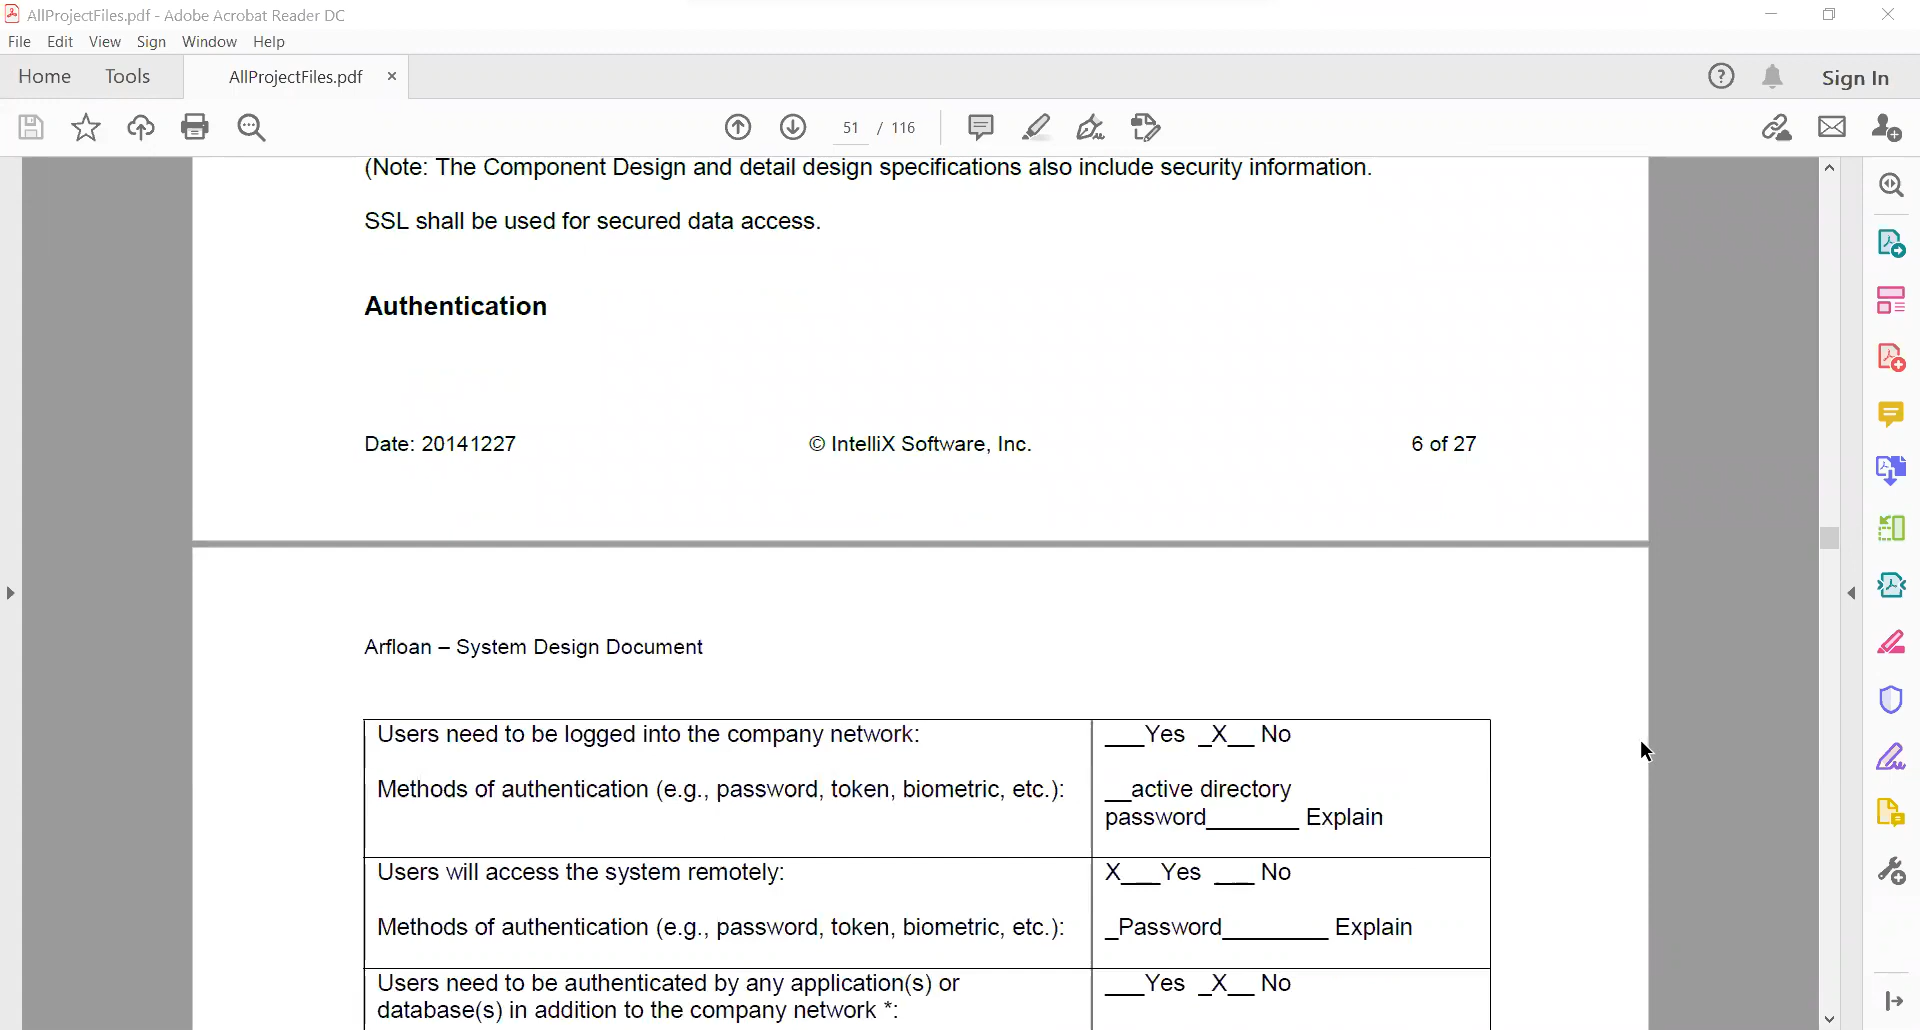 AllProjectFiles.pdf - Adobe Acrobat Reader DC
File Edit View Sign Window Help
Home Tools AllProjectFiles.pdf × Sign In
51 / 116
(Note: The Component Design and detail design specifications also include security information.
SSL shall be used for secured data access.
Authentication
Date: 20141227 © IntelliX Software, Inc. 6 of 27
Arfloan – System Design Document
Users need to be logged into the company network: ___Yes _X__ No
Methods of authentication (e.g., password, token, biometric, etc.): __active directory
password_______ Explain
Users will access the system remotely: X___Yes ___ No
Methods of authentication (e.g., password, token, biometric, etc.): _Password________ Explain
Users need to be authenticated by any application(s) or ___Yes _X__ No
database(s) in addition to the company network *: